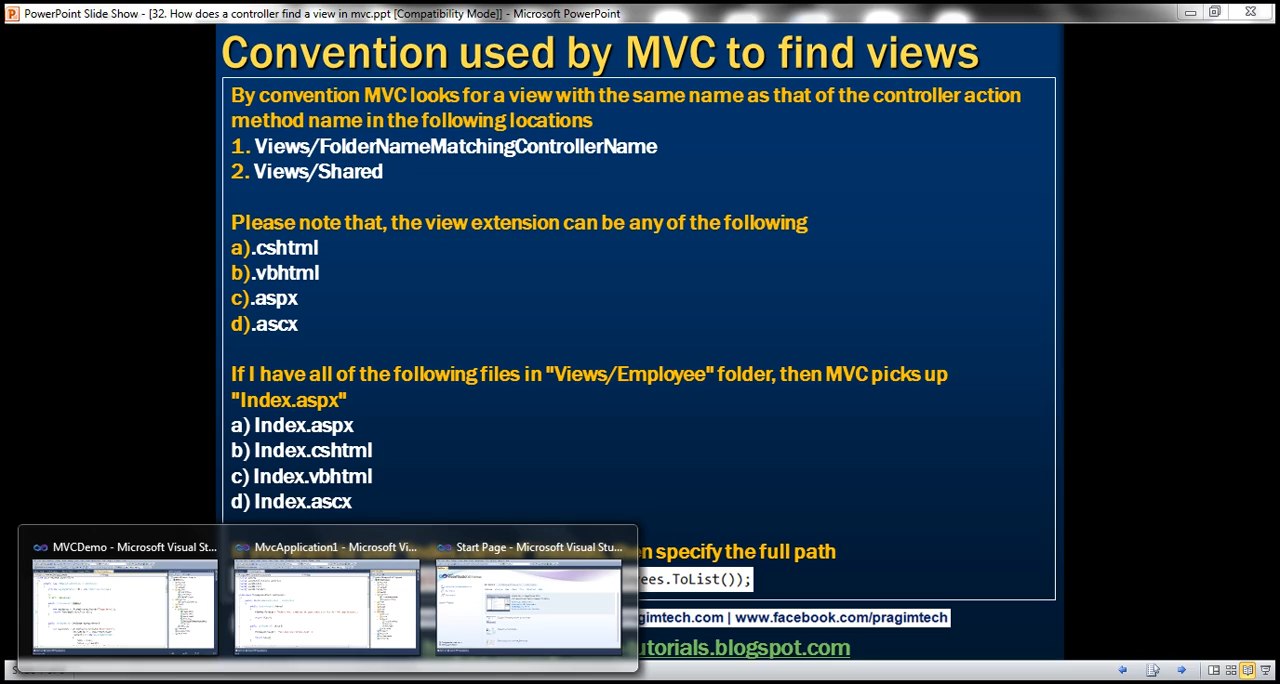 PowerPoint Slide Show - [32. How does a controller find a view in mvc.ppt [Compatibility Mode]] - Microsoft PowerPoint
Convention used by MVC to find views
By convention MVC looks for a view with the same name as that of the controller action
method name in the following locations
1. Views/FolderNameMatchingControllerName
2. Views/Shared
Please note that, the view extension can be any of the following
a).cshtml
b).vbhtml
c).aspx
d).ascx
If I have all of the following files in "Views/Employee" folder, then MVC picks up
"Index.aspx"
a) Index.aspx
b) Index.cshtml
c) Index.vbhtml
d) Index.ascx
specify the full path
ees.ToList());
gimtech.com | www.facebook.com/pragimtech
utorials.blogspot.com
MVCDemo - Microsoft Visual St...
MvcApplication1 - Microsoft Vi...
Start Page - Microsoft Visual Stu...